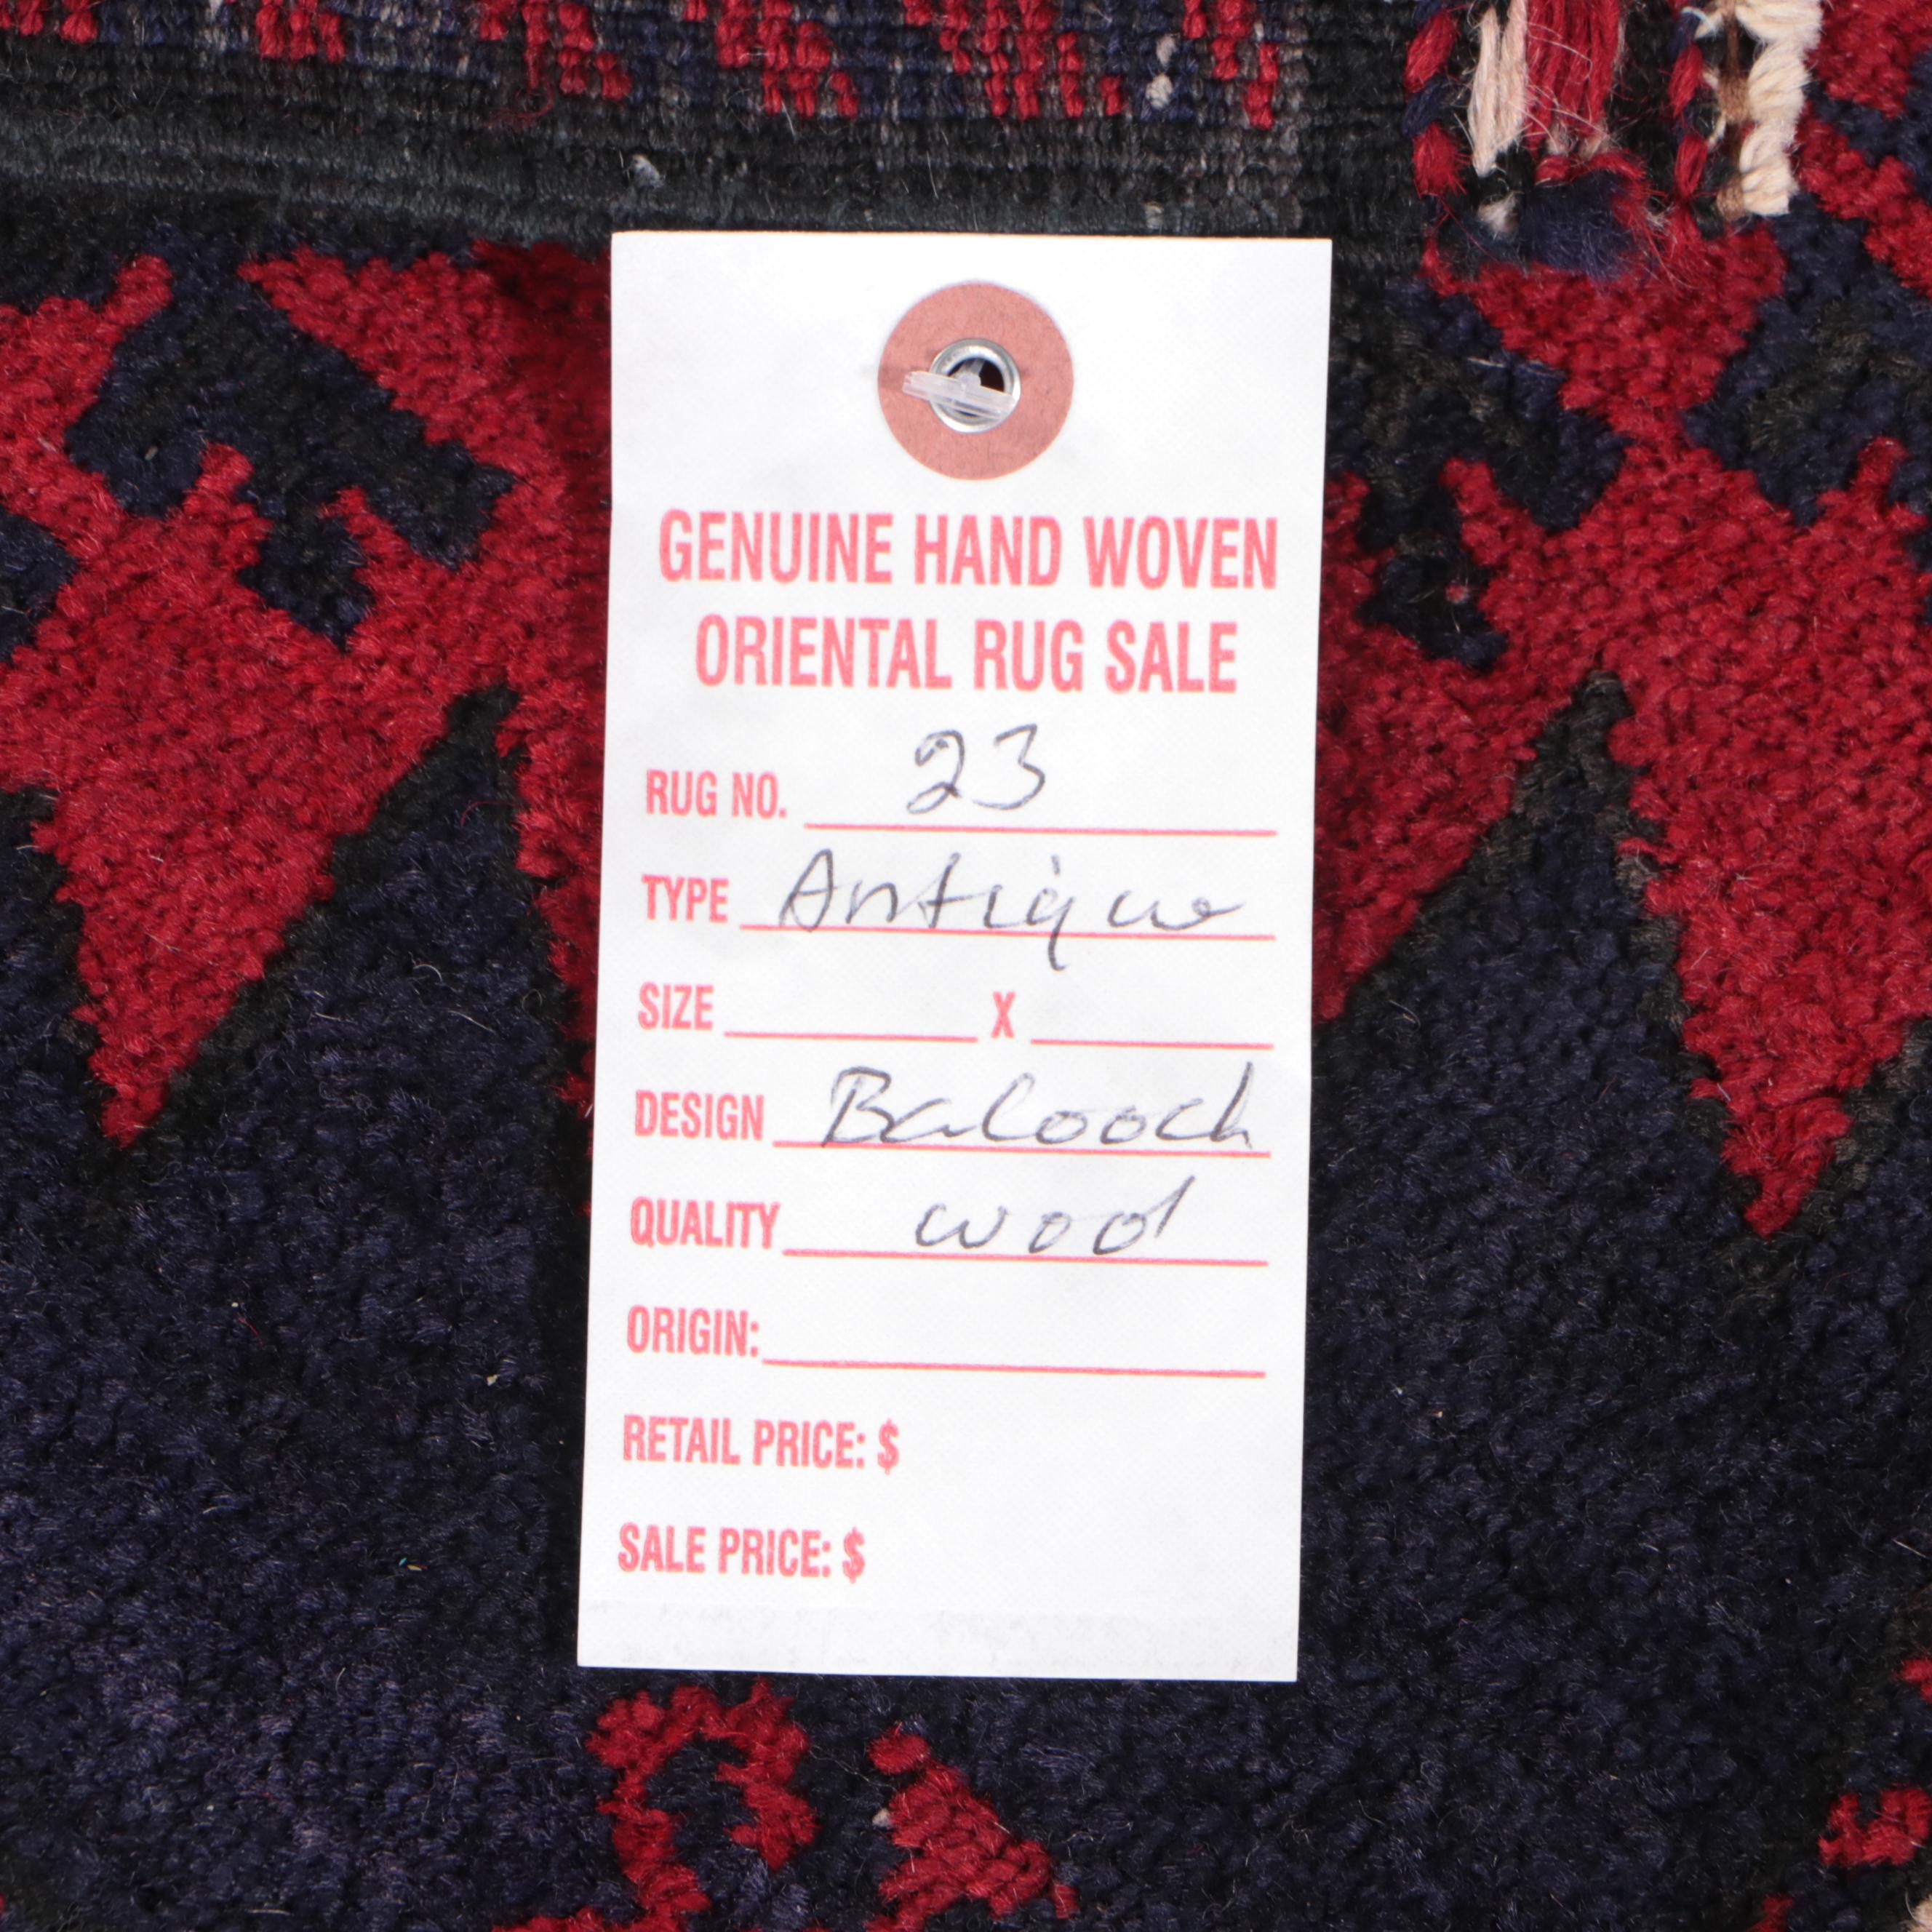 GENUINE HAND WOVEN
ORIENTAL RUG SALE
RUG NO. 23
TYPE Antique
SIZE X
DESIGN Balooch
QUALITY wool
ORIGIN:
RETAIL PRICE: $
SALE PRICE: $